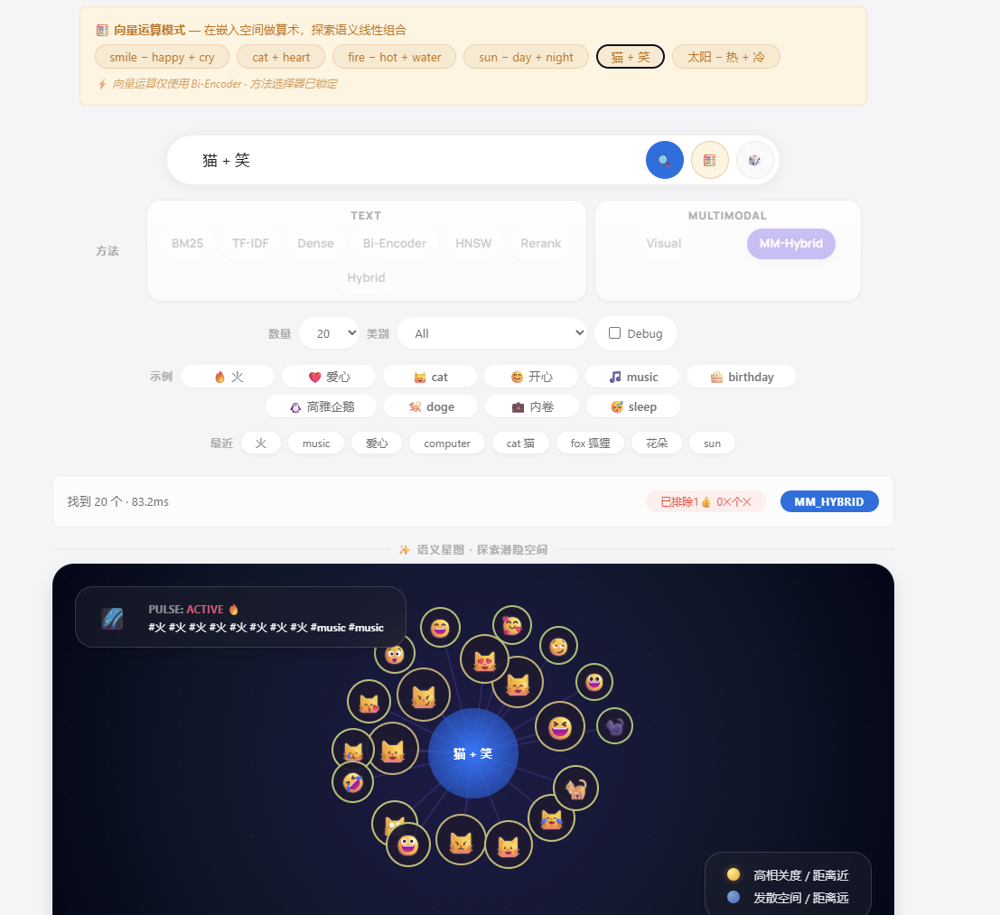 向量运算模式 — 在嵌入空间做算术，探索语义线性组合
smile − happy + cry
cat + heart
fire − hot + water
sun − day + night
猫 + 笑
太阳 − 热 + 冷
⚡ 向量运算仅使用 Bi-Encoder · 方法选择器已锁定
猫 + 笑
方法
TEXT
BM25
TF-IDF
Dense
Bi-Encoder
HNSW
Rerank
Hybrid
MULTIMODAL
Visual
MM-Hybrid
数量
20
类别
All
Debug
示例
🔥 火
💗 爱心
😸 cat
😊 开心
🎵 music
🎂 birthday
🐧 高雅企鹅
🐕 doge
💼 内卷
😴 sleep
最近
火
music
爱心
computer
cat 猫
fox 狐狸
花朵
sun
找到 20 个 · 83.2ms
已排除1👍 0✕个✕
MM_HYBRID
✨ 语义星图 · 探索潜隐空间
PULSE: ACTIVE 🔥
#火 #火 #火 #火 #火 #火 #火 #火 #music #music
猫 + 笑
高相关度 / 距离近
发散空间 / 距离远